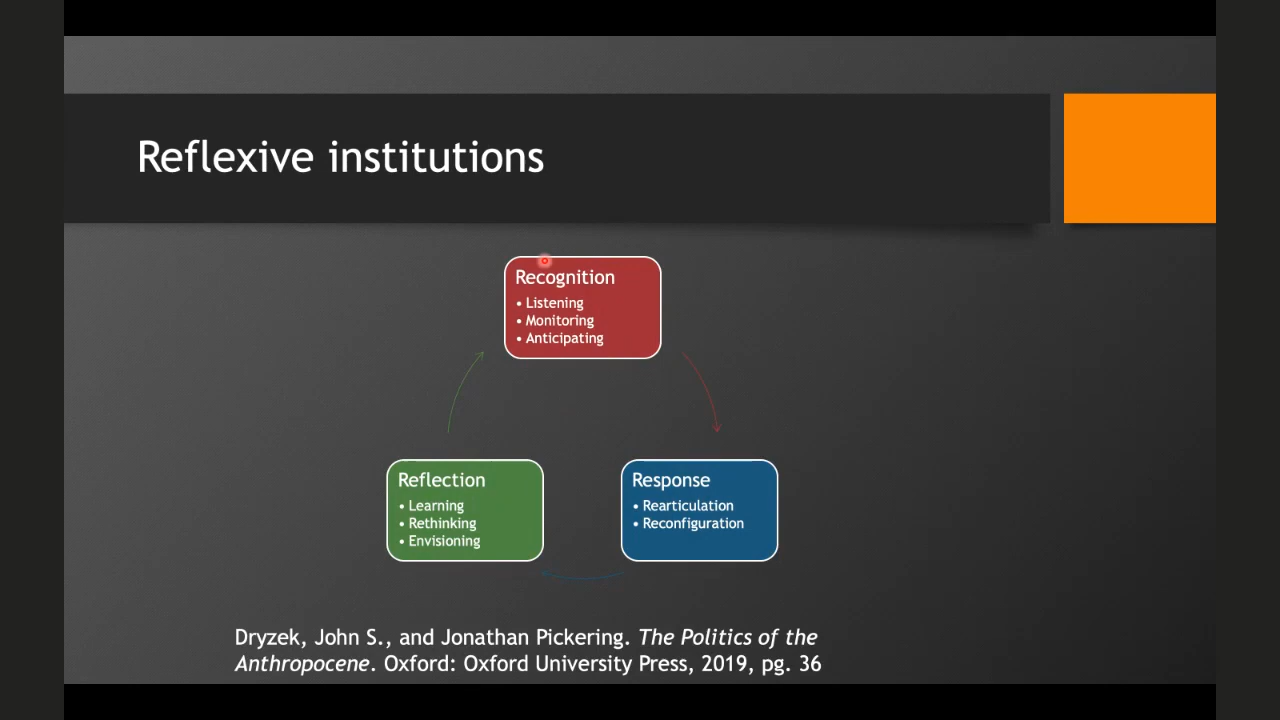 Reflexive institutions
Recognition
• Listening
• Monitoring
• Anticipating
Reflection
• Learning
• Rethinking
• Envisioning
Response
• Rearticulation
• Reconfiguration
Dryzek, John S., and Jonathan Pickering. The Politics of the
Anthropocene. Oxford: Oxford University Press, 2019, pg. 36